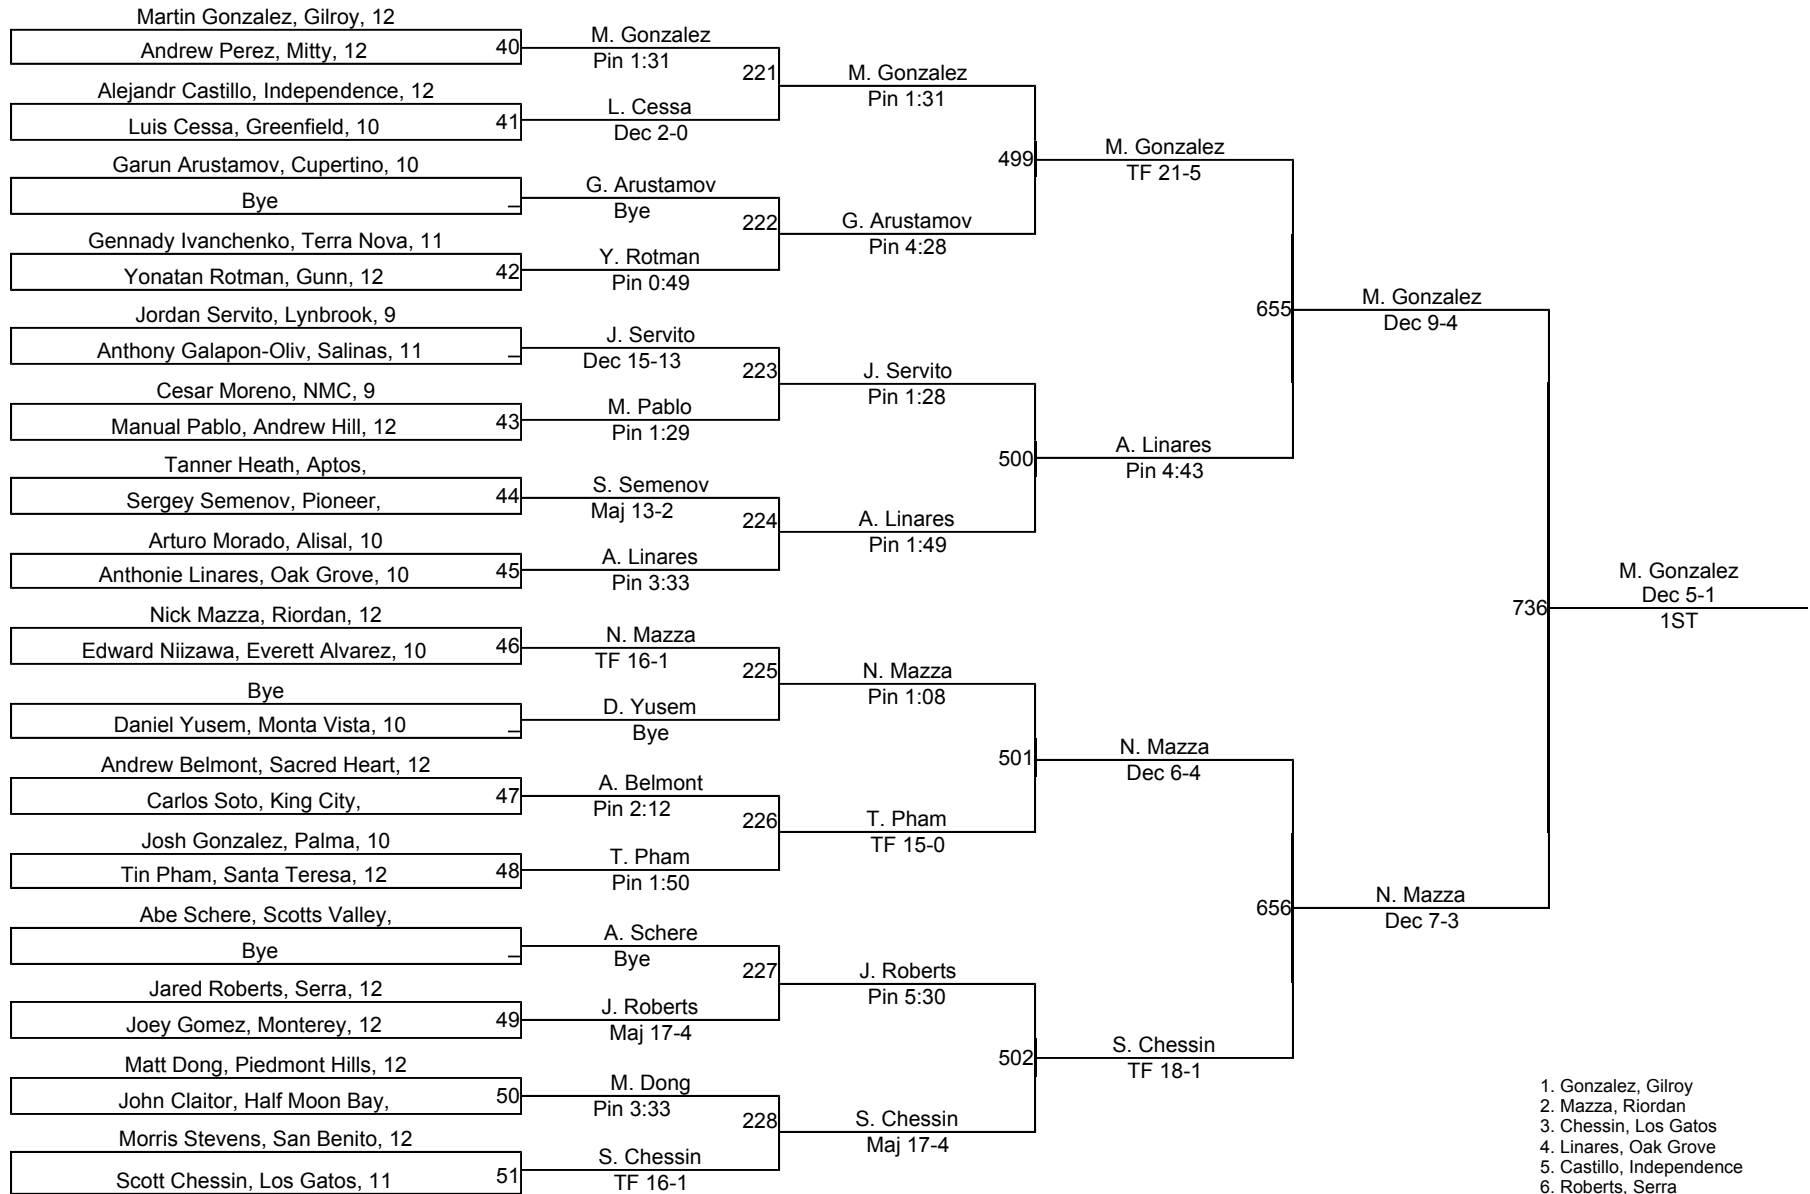 Martin Gonzalez, Gilroy, 12
Andrew Perez, Mitty, 12
40
Alejandr Castillo, Independence, 12
Luis Cessa, Greenfield, 10
41
Garun Arustamov, Cupertino, 10
Bye
_
Gennady Ivanchenko, Terra Nova, 11
Yonatan Rotman, Gunn, 12
42
Jordan Servito, Lynbrook, 9
Anthony Galapon-Oliv, Salinas, 11
_
Cesar Moreno, NMC, 9
Manual Pablo, Andrew Hill, 12
43
Tanner Heath, Aptos,
Sergey Semenov, Pioneer,
44
Arturo Morado, Alisal, 10
Anthonie Linares, Oak Grove, 10
45
Nick Mazza, Riordan, 12
Edward Niizawa, Everett Alvarez, 10
46
Bye
Daniel Yusem, Monta Vista, 10
_
Andrew Belmont, Sacred Heart, 12
Carlos Soto, King City,
47
Josh Gonzalez, Palma, 10
Tin Pham, Santa Teresa, 12
48
Abe Schere, Scotts Valley,
Bye
_
Jared Roberts, Serra, 12
Joey Gomez, Monterey, 12
49
Matt Dong, Piedmont Hills, 12
John Claitor, Half Moon Bay,
50
Morris Stevens, San Benito, 12
Scott Chessin, Los Gatos, 11
51
M. Gonzalez
Pin 1:31
221
L. Cessa
Dec 2-0
G. Arustamov
Bye
222
Y. Rotman
Pin 0:49
J. Servito
Dec 15-13
223
M. Pablo
Pin 1:29
S. Semenov
Maj 13-2
224
A. Linares
Pin 3:33
N. Mazza
TF 16-1
225
D. Yusem
Bye
A. Belmont
Pin 2:12
226
T. Pham
Pin 1:50
A. Schere
Bye
227
J. Roberts
Maj 17-4
M. Dong
Pin 3:33
228
S. Chessin
TF 16-1
M. Gonzalez
Pin 1:31
499
G. Arustamov
Pin 4:28
J. Servito
Pin 1:28
500
A. Linares
Pin 1:49
N. Mazza
Pin 1:08
501
T. Pham
TF 15-0
J. Roberts
Pin 5:30
502
S. Chessin
Maj 17-4
M. Gonzalez
TF 21-5
655
A. Linares
Pin 4:43
N. Mazza
Dec 6-4
656
S. Chessin
TF 18-1
M. Gonzalez
Dec 9-4
736
N. Mazza
Dec 7-3
M. Gonzalez
Dec 5-1
1ST
1. Gonzalez, Gilroy
2. Mazza, Riordan
3. Chessin, Los Gatos
4. Linares, Oak Grove
5. Castillo, Independence
6. Roberts, Serra